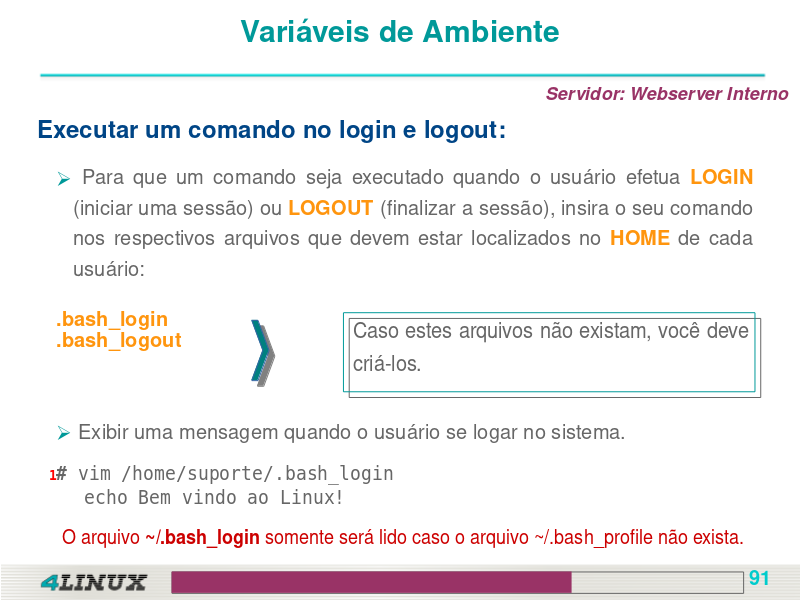 Variáveis de Ambiente
Servidor: Webserver Interno
Executar um comando no login e logout:
Para que um comando seja executado quando o usuário efetua LOGIN
(iniciar uma sessão) ou LOGOUT (finalizar a sessão), insira o seu comando
nos respectivos arquivos que devem estar localizados no HOME de cada
usuário:
.bash_login
.bash_logout
Caso estes arquivos não existam, você deve
criá-los.
Exibir uma mensagem quando o usuário se logar no sistema.
1# vim /home/suporte/.bash_login
echo Bem vindo ao Linux!
O arquivo ~/.bash_login somente será lido caso o arquivo ~/.bash_profile não exista.
4LINUX
91